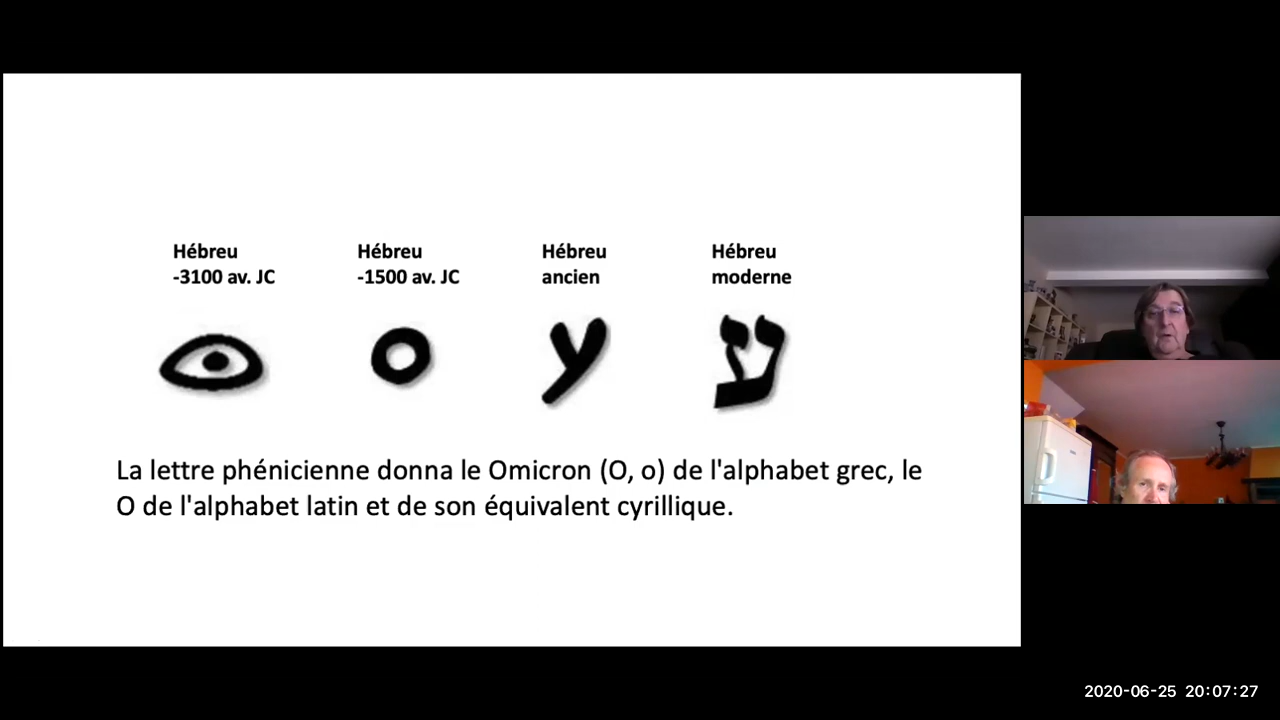 Hébreu
-3100 av. JC
Hébreu
-1500 av. JC
Hébreu
ancien
Hébreu
moderne
ע
La lettre phénicienne donna le Omicron (O, o) de l'alphabet grec, le
O de l'alphabet latin et de son équivalent cyrillique.
2020-06-25 20:07:27